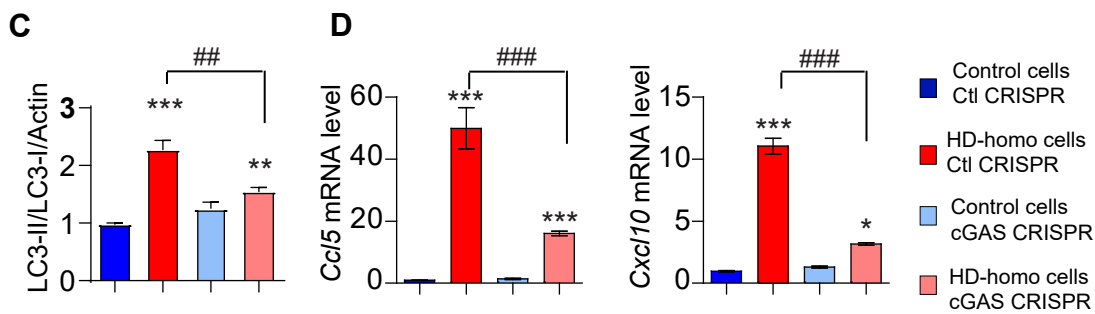 C
D
##
###
###
LC3-II/LC3-I/Actin
3
2
1
0
***
**
Ccl5 mRNA level
60
40
20
0
***
***
Cxcl10 mRNA level
15
10
5
0
***
*
Control cells
Ctl CRISPR
HD-homo cells
Ctl CRISPR
Control cells
cGAS CRISPR
HD-homo cells
cGAS CRISPR